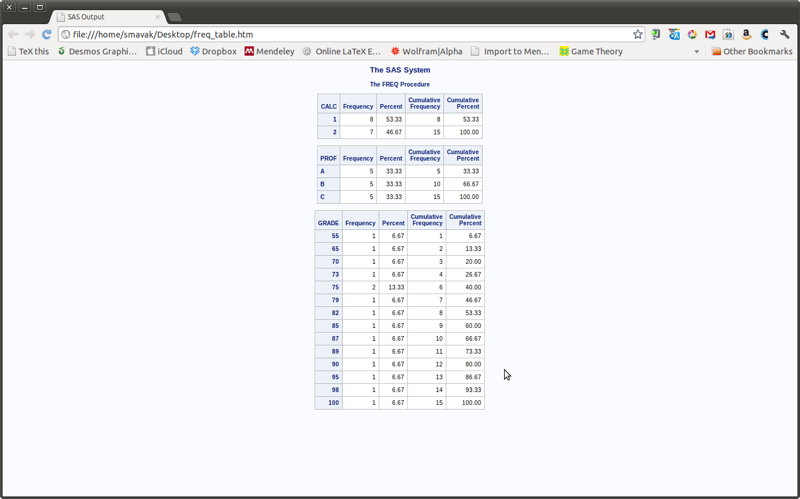 SAS Output
file:///home/smavak/Desktop/freq_table.htm
TeX this Desmos Graphi... iCloud Dropbox Mendeley Online LaTeX E... Wolfram|Alpha Import to Men... Game Theory Other Bookmarks
The SAS System
The FREQ Procedure
CALC Frequency Percent Cumulative Frequency Cumulative Percent
1 8 53.33 8 53.33
2 7 46.67 15 100.00
PROF Frequency Percent Cumulative Frequency Cumulative Percent
A 5 33.33 5 33.33
B 5 33.33 10 66.67
C 5 33.33 15 100.00
GRADE Frequency Percent Cumulative Frequency Cumulative Percent
55 1 6.67 1 6.67
65 1 6.67 2 13.33
70 1 6.67 3 20.00
73 1 6.67 4 26.67
75 2 13.33 6 40.00
79 1 6.67 7 46.67
82 1 6.67 8 53.33
85 1 6.67 9 60.00
87 1 6.67 10 66.67
89 1 6.67 11 73.33
90 1 6.67 12 80.00
95 1 6.67 13 86.67
98 1 6.67 14 93.33
100 1 6.67 15 100.00